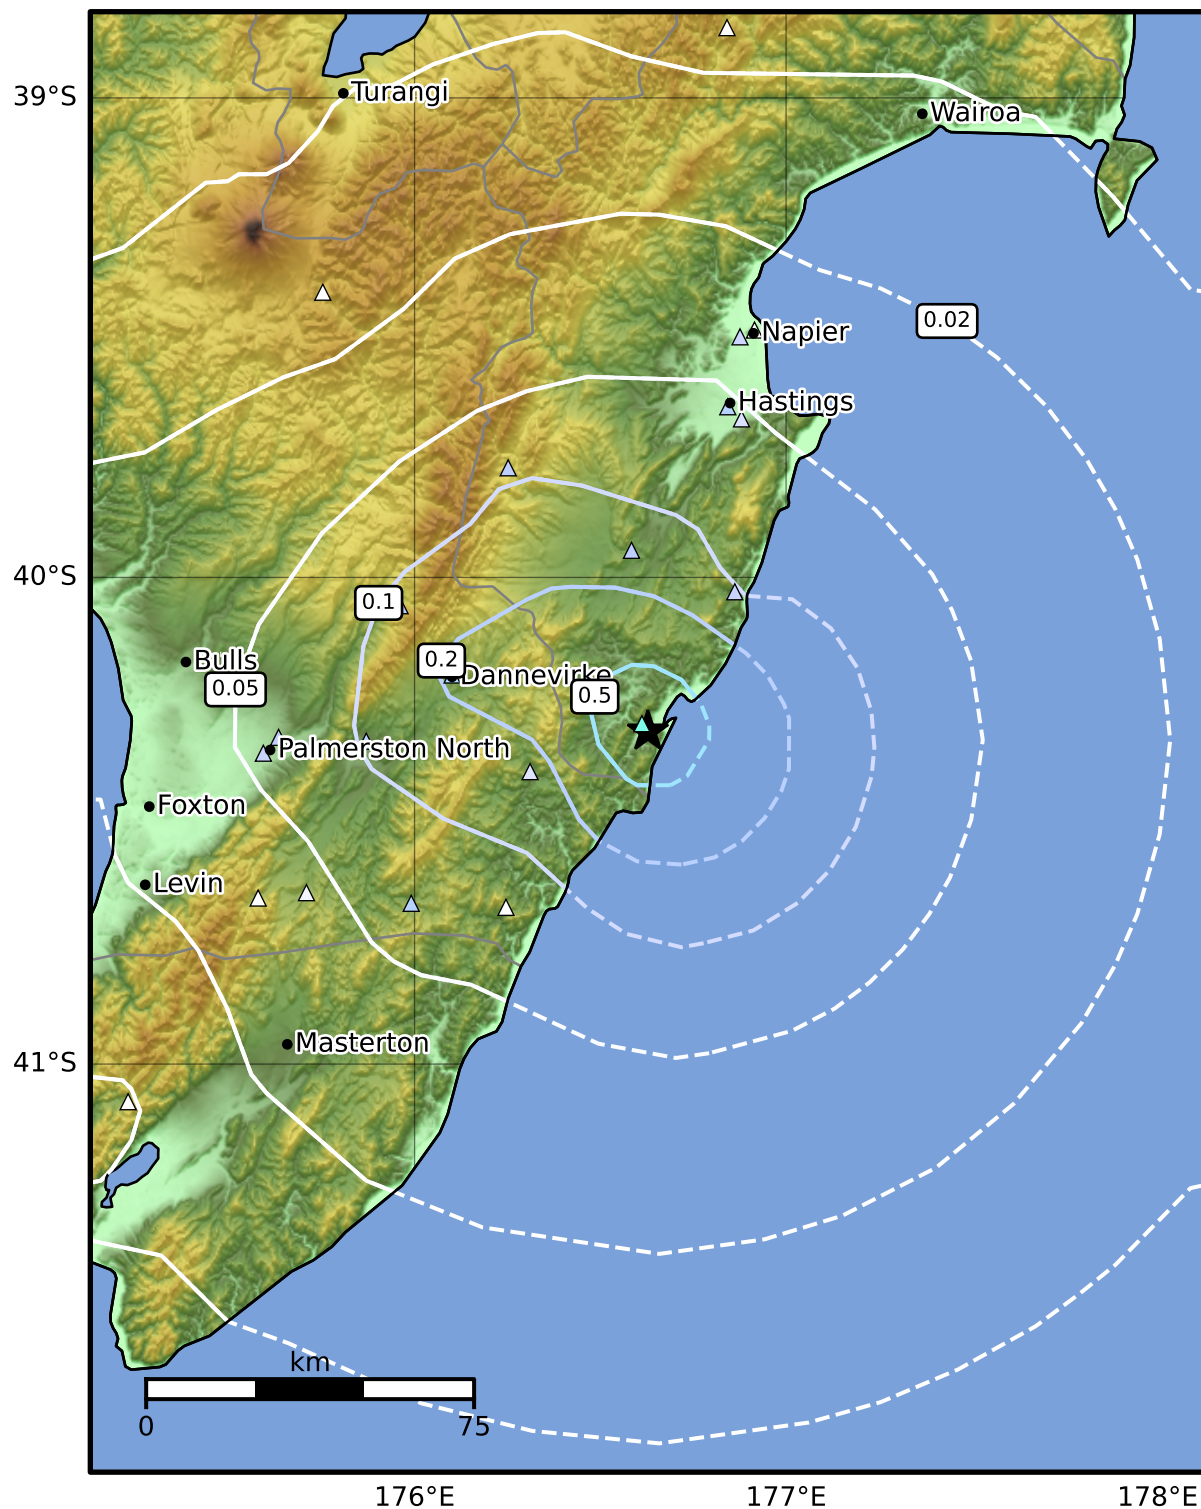 Turangi
39°S
Wairoa
0.02
Napier
Hastings
40°S
0.1
0.2
Bulls
Dannevirke
0.05
0.5
Palmerston North
Foxton
Levin
Masterton
41°S
km
0
75
176°E
177°E
178°E